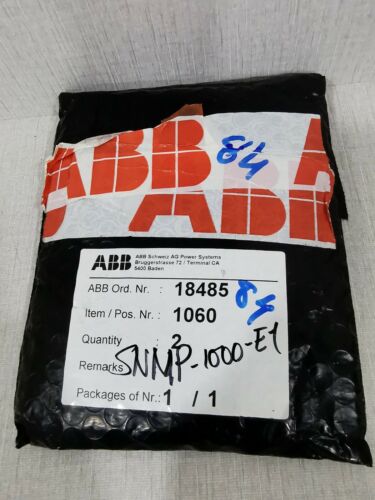 84
ABB
ABB
ABB ABB Schweiz AG Power Systems
Bruggerstrasse 72 / Terminal CA
5400 Baden
ABB Ord. Nr. : 18485 84
Item / Pos. Nr. : 1060
Quantity : 2
Remarks SNMP-1000-E1
Packages of Nr.: 1 / 1